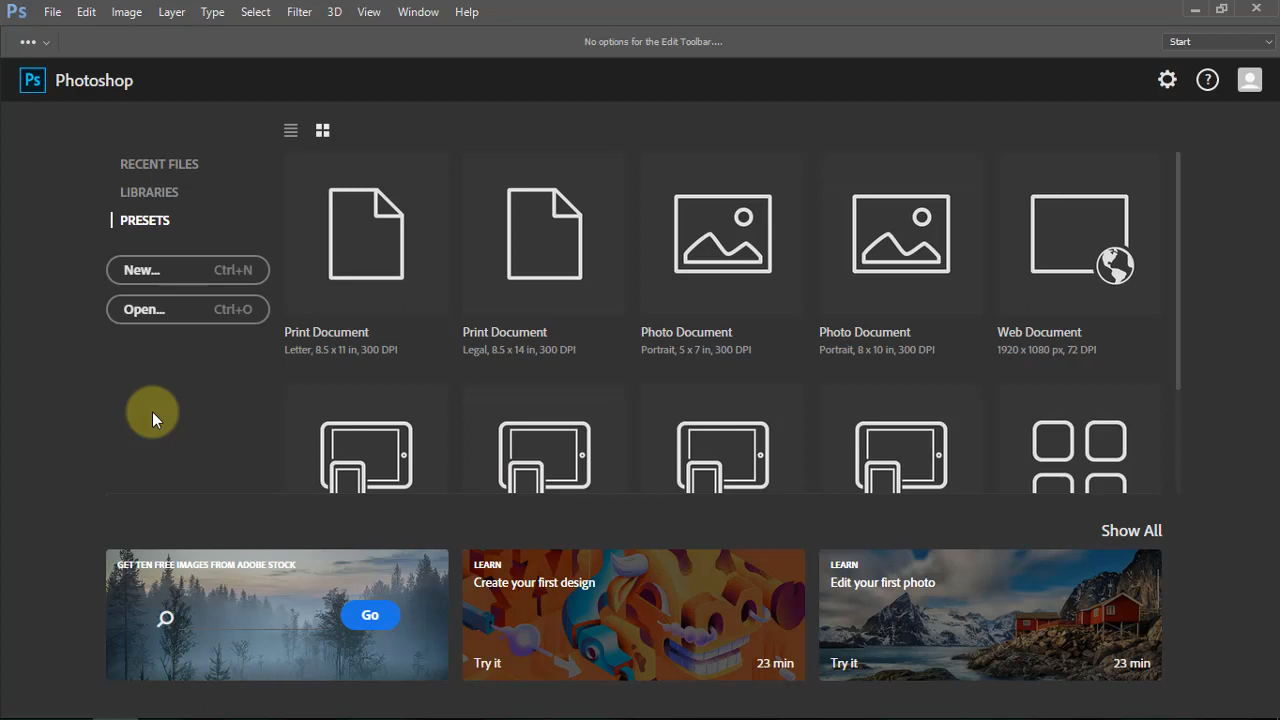 Ps File Edit Image Layer Type Select Filter 3D View Window Help
No options for the Edit Toolbar.... Start
Ps Photoshop
RECENT FILES
LIBRARIES
PRESETS
New... Ctrl+N
Open... Ctrl+O
Print Document
Letter, 8.5 x 11 in, 300 DPI
Print Document
Legal, 8.5 x 14 in, 300 DPI
Photo Document
Portrait, 5 x 7 in, 300 DPI
Photo Document
Portrait, 8 x 10 in, 300 DPI
Web Document
1920 x 1080 px, 72 DPI
Show All
GET TEN FREE IMAGES FROM ADOBE STOCK
Go
LEARN
Create your first design
Try it 23 min
LEARN
Edit your first photo
Try it 23 min